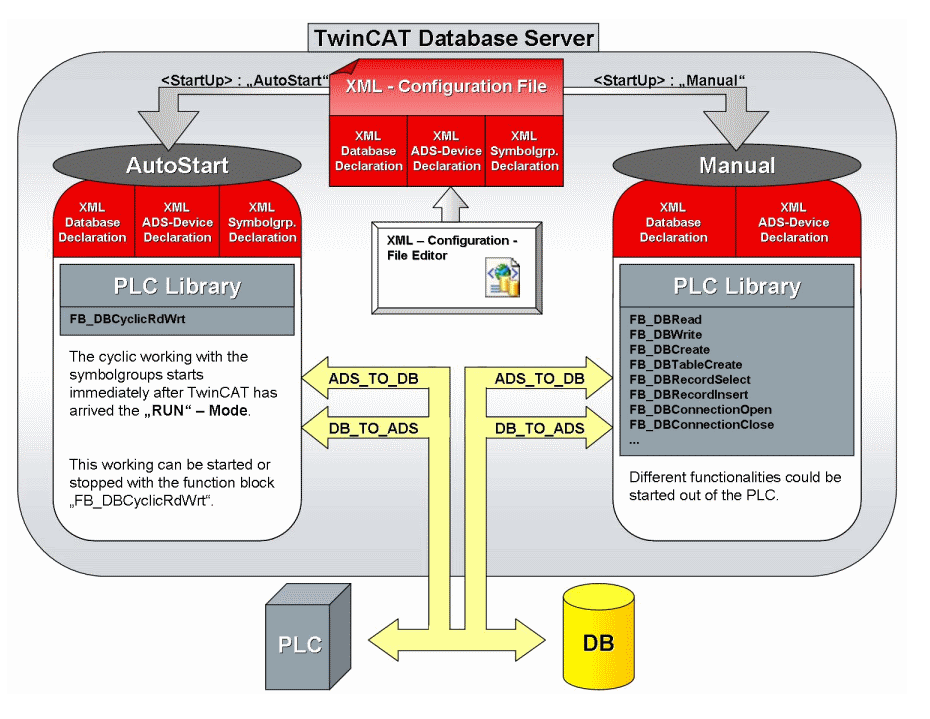 TwinCAT Database Server
<StartUp> : „AutoStart“
XML - Configuration File
<StartUp> : „Manual“
XML
Database
Declaration
XML
ADS-Device
Declaration
XML
Symbolgrp.
Declaration
AutoStart
XML
Database
Declaration
XML
ADS-Device
Declaration
XML
Symbolgrp.
Declaration
PLC Library
FB_DBCyclicRdWrt
The cyclic working with the
symbolgroups starts
immediately after TwinCAT has
arrived the „RUN“ – Mode.
This working can be started or
stopped with the function block
„FB_DBCyclicRdWrt“.
XML – Configuration -
File Editor
Manual
XML
Database
Declaration
XML
ADS-Device
Declaration
PLC Library
FB_DBRead
FB_DBWrite
FB_DBCreate
FB_DBTableCreate
FB_DBRecordSelect
FB_DBRecordInsert
FB_DBConnectionOpen
FB_DBConnectionClose
...
Different functionalities could be
started out of the PLC.
ADS_TO_DB
DB_TO_ADS
ADS_TO_DB
DB_TO_ADS
PLC
DB